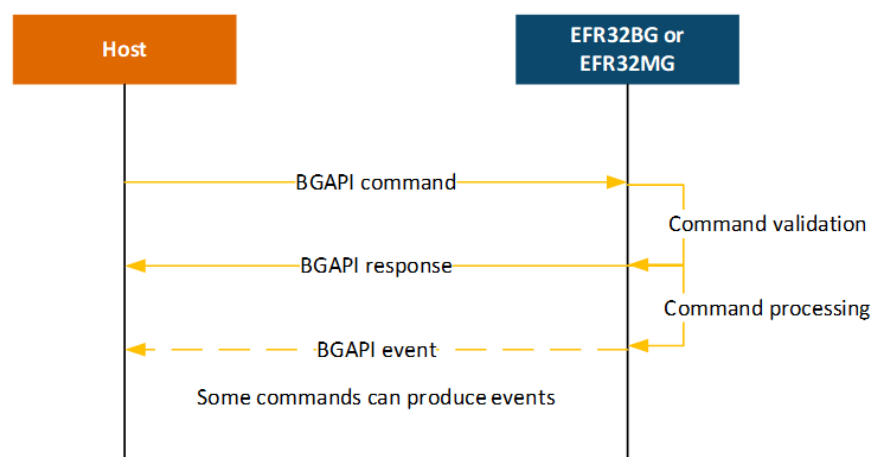 Host
EFR32BG or
EFR32MG
BGAPI command
Command validation
BGAPI response
Command processing
BGAPI event
Some commands can produce events